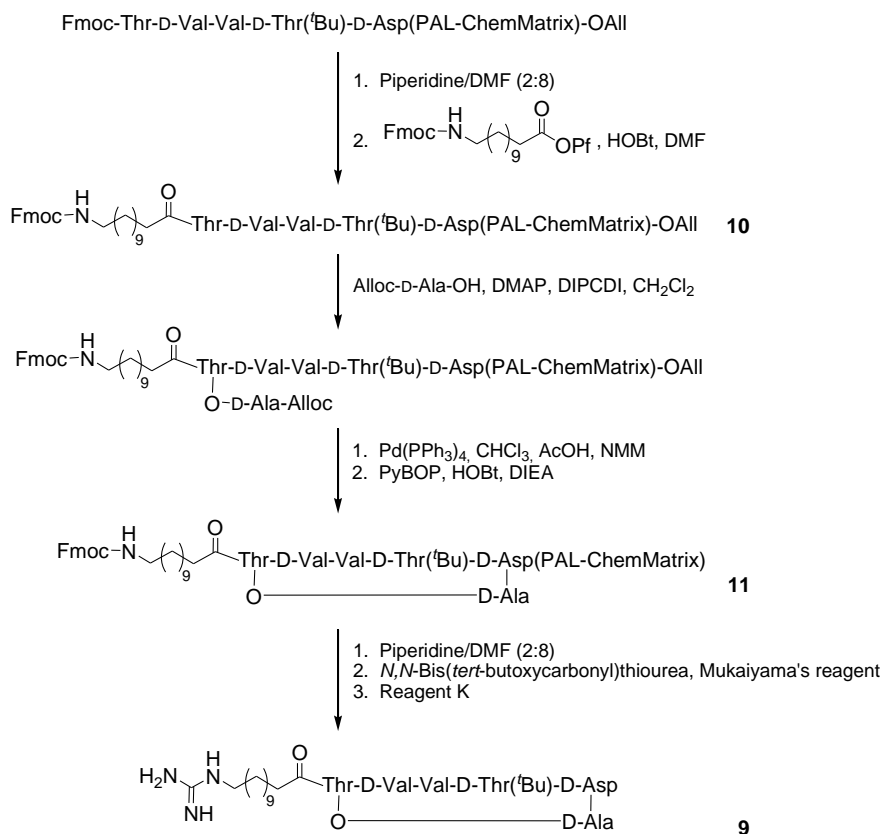 Fmoc-Thr-D-Val-Val-D-Thr(tBu)-D-Asp(PAL-ChemMatrix)-OAll
1. Piperidine/DMF (2:8)
2. Fmoc-N H 9 O OPf , HOBt, DMF
Fmoc-N H 9 O Thr-D-Val-Val-D-Thr(tBu)-D-Asp(PAL-ChemMatrix)-OAll 10
Alloc-D-Ala-OH, DMAP, DIPCDI, CH2Cl2
Fmoc-N H 9 O Thr-D-Val-Val-D-Thr(tBu)-D-Asp(PAL-ChemMatrix)-OAll
O-D-Ala-Alloc
1. Pd(PPh3)4, CHCl3, AcOH, NMM
2. PyBOP, HOBt, DIEA
Fmoc-N H 9 O Thr-D-Val-Val-D-Thr(tBu)-D-Asp(PAL-ChemMatrix)
O D-Ala 11
1. Piperidine/DMF (2:8)
2. N,N-Bis(tert-butoxycarbonyl)thiourea, Mukaiyama's reagent
3. Reagent K
H2N NH H N 9 O Thr-D-Val-Val-D-Thr(tBu)-D-Asp
O D-Ala 9